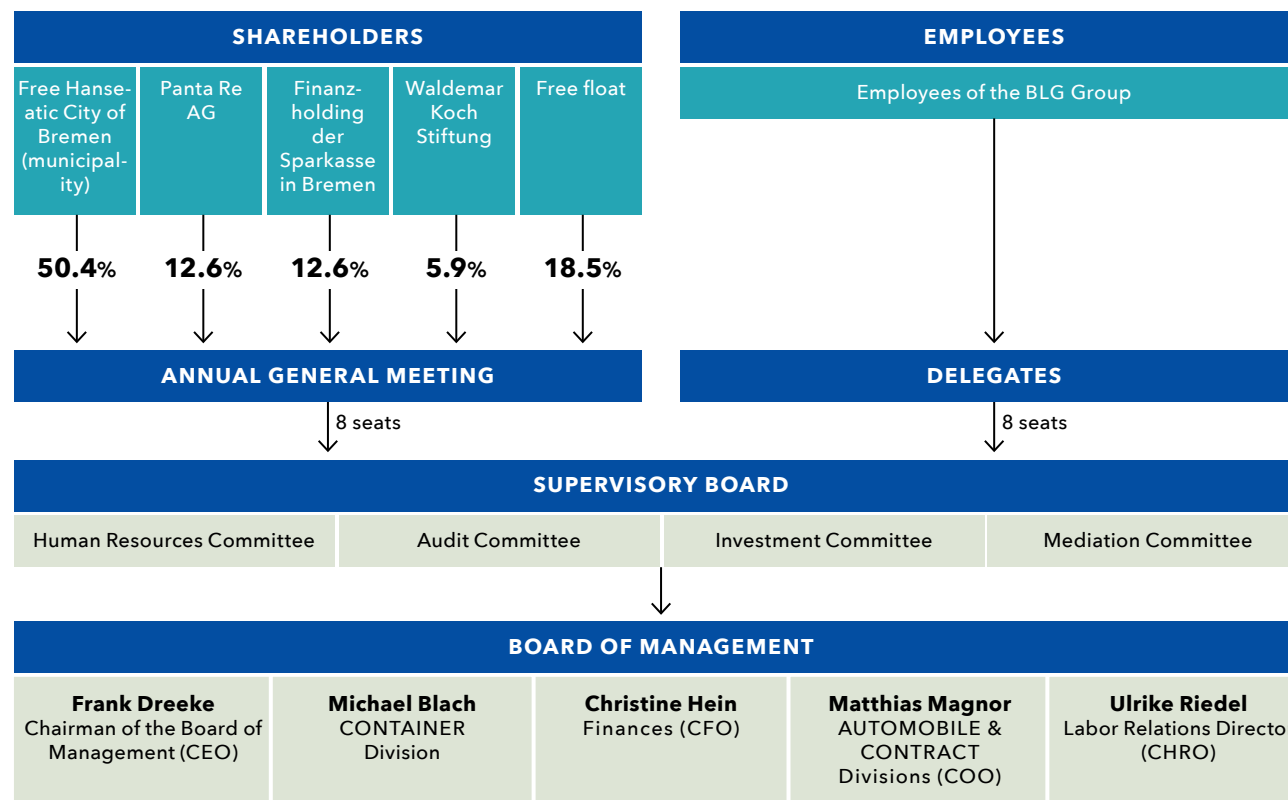 SHAREHOLDERS
Free Hanse-
atic City of
Bremen
(municipal-
ity)
Panta Re
AG
Finanz-
holding
der
Sparkasse
in Bremen
Waldemar
Koch
Stiftung
Free float
50.4%
12.6%
12.6%
5.9%
18.5%
ANNUAL GENERAL MEETING
8 seats
EMPLOYEES
Employees of the BLG Group
DELEGATES
8 seats
SUPERVISORY BOARD
Human Resources Committee
Audit Committee
Investment Committee
Mediation Committee
BOARD OF MANAGEMENT
Frank Dreeke
Chairman of the Board of
Management (CEO)
Michael Blach
CONTAINER
Division
Christine Hein
Finances (CFO)
Matthias Magnor
AUTOMOBILE &
CONTRACT
Divisions (COO)
Ulrike Riedel
Labor Relations Directo
(CHRO)